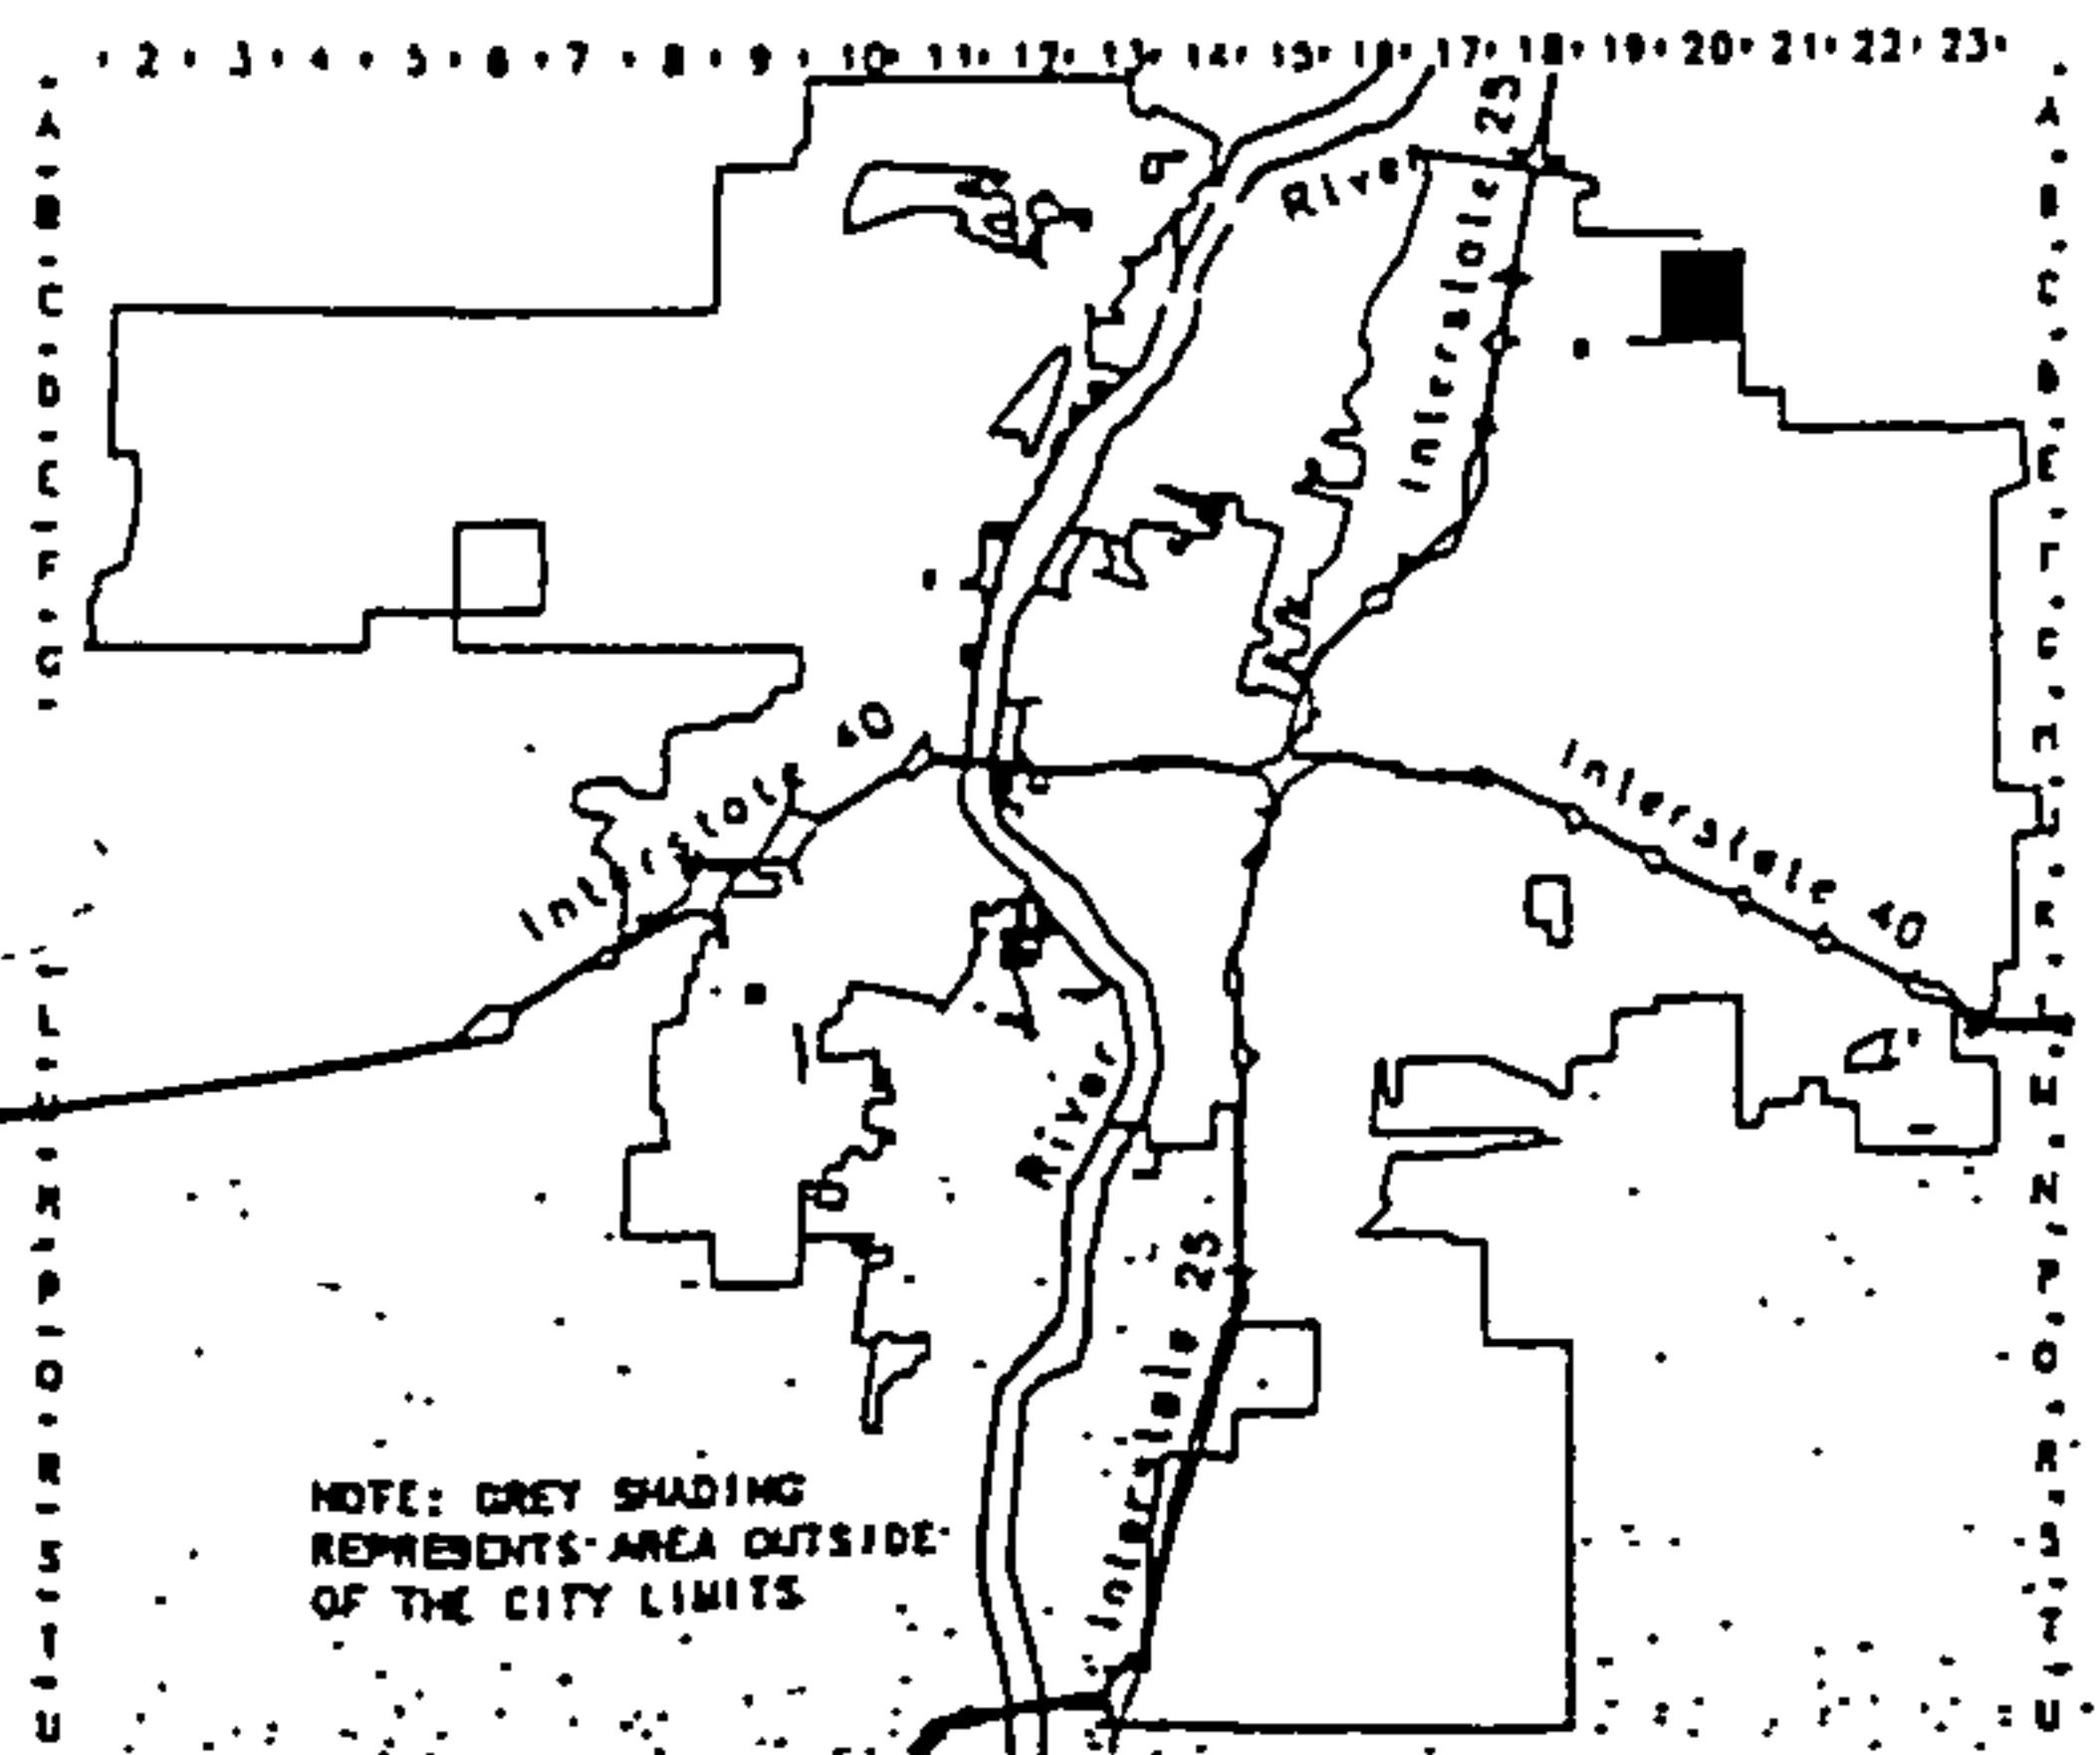 2 3 4 5 6 7 8 9 10 11 12 13 14 15 16 17 18 19 20 21 22 23
A
C
D
E
F
G
L
P
O
R
S
T
U
River
Interstate 25
Interstate 40
Interstate 40
River
Interstate 25
NOTE: GREY SHADING
REPRESENTS AREA OUTSIDE
OF THE CITY LIMITS
A
C
E
G
K
L
M
N
P
O
R
S
T
U